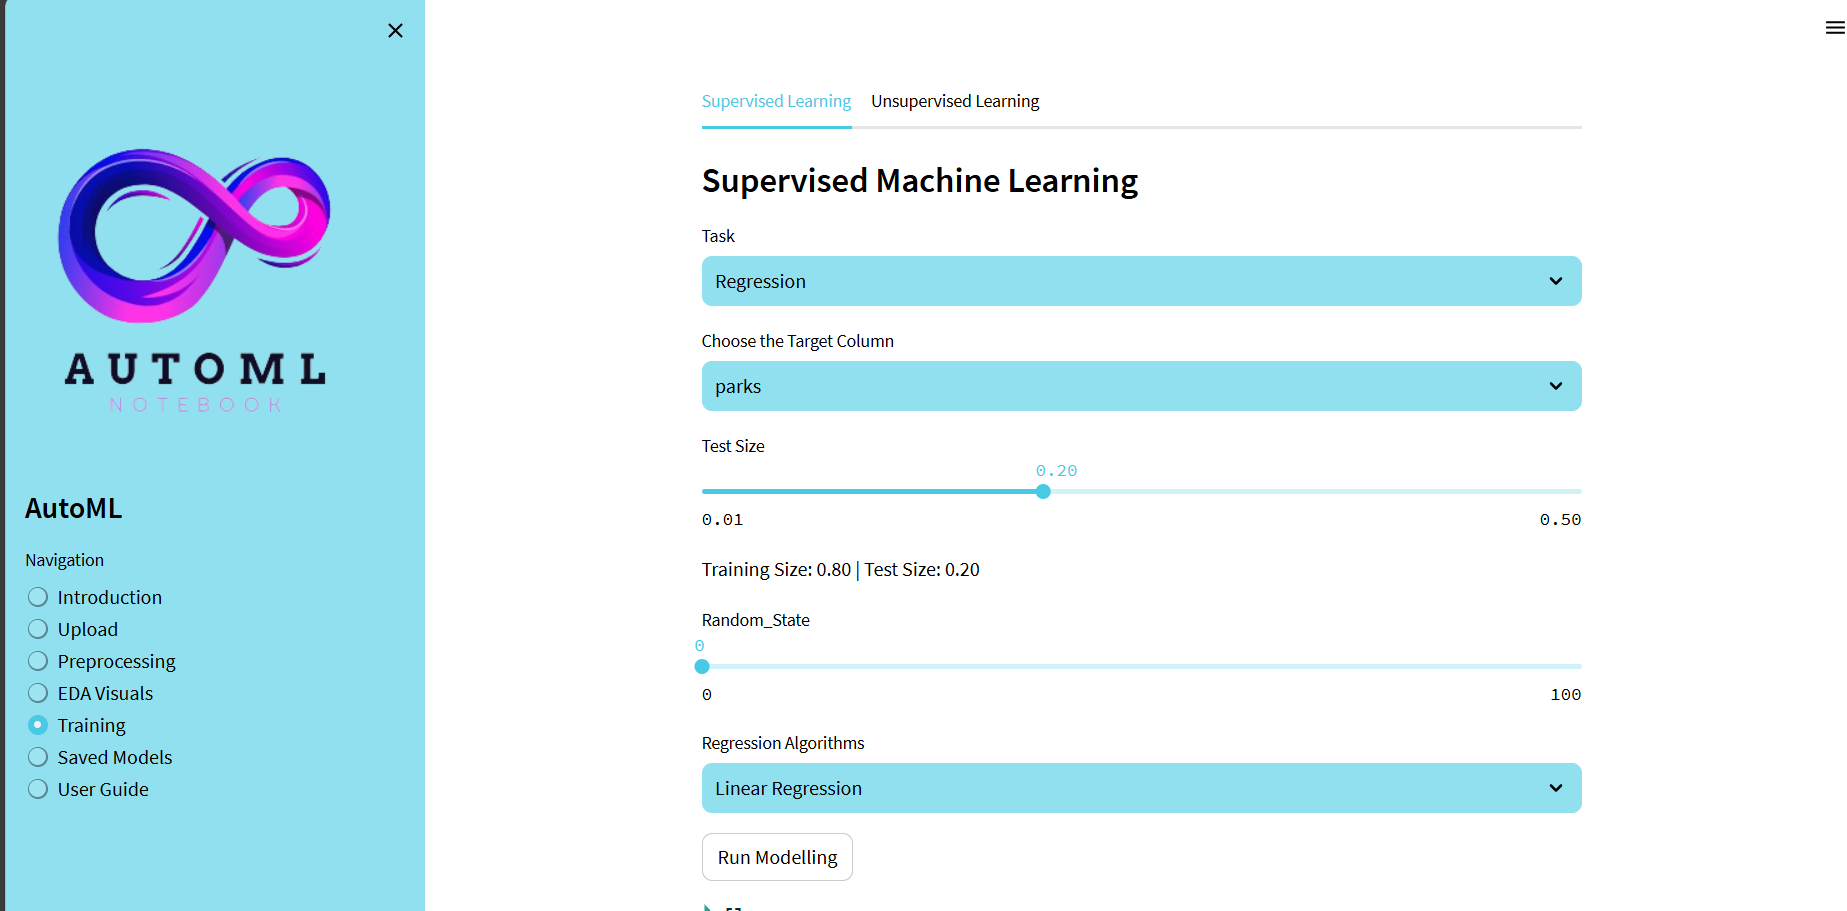 AUTOML
NOTEBOOK
AutoML
Navigation
Introduction
Upload
Preprocessing
EDA Visuals
Training
Saved Models
User Guide
Supervised Learning
Unsupervised Learning
Supervised Machine Learning
Task
Regression
Choose the Target Column
parks
Test Size
0.20
0.01
0.50
Training Size: 0.80 | Test Size: 0.20
Random_State
0
0
100
Regression Algorithms
Linear Regression
Run Modelling